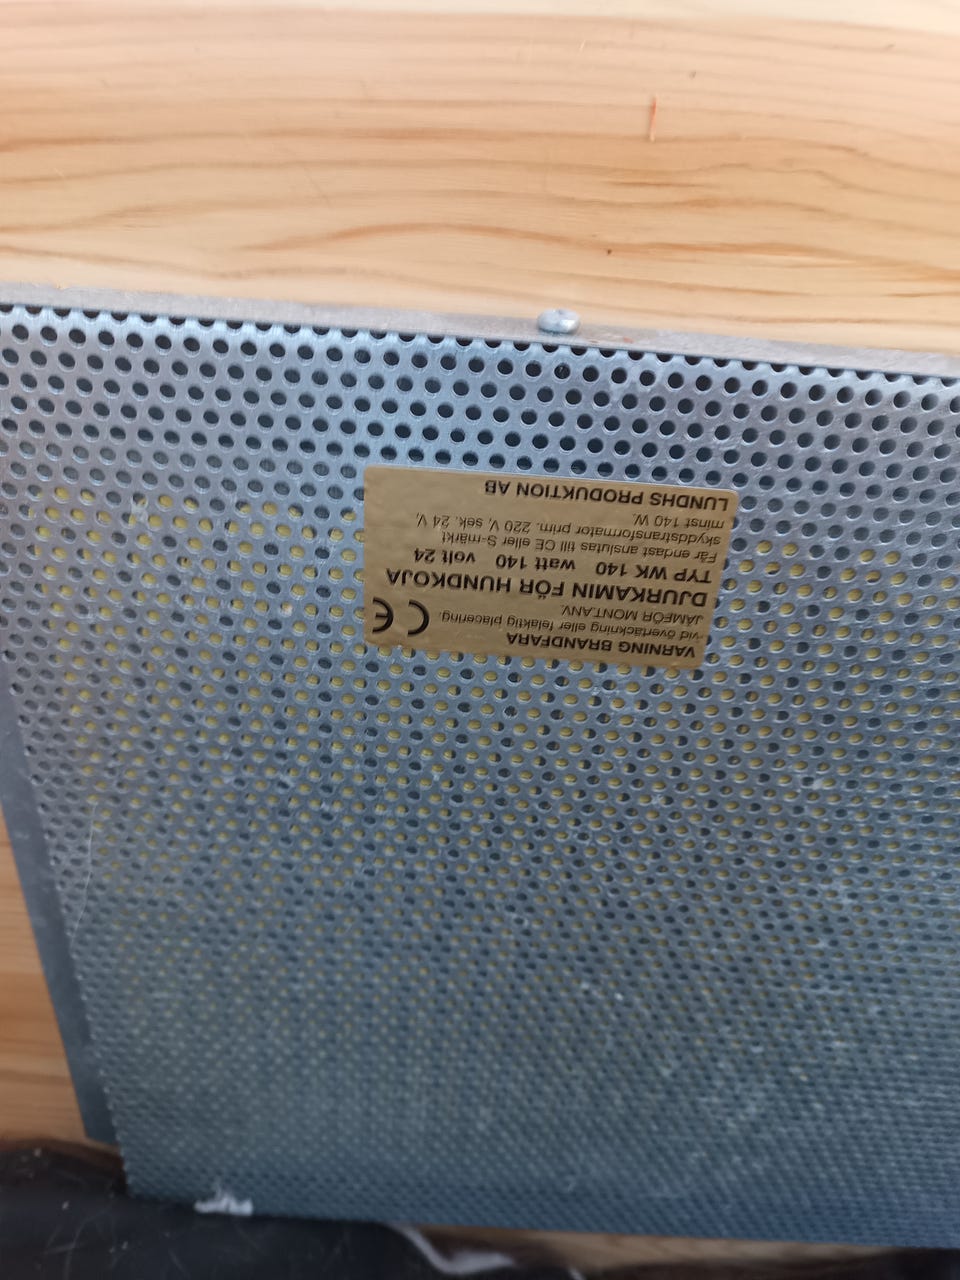 VARNING BRANDFARA
vid övertäckning eller felaktig placering.
JÄMFÖR MONT.ANV.
CE
DJURKAMIN FÖR HUNDKOJA
TYP WK 140 watt 140 volt 24
Får endast anslutas till CE eller S-märkt
skyddstransformator prim. 220 V, sek. 24 V,
minst 140 W.
LUNDHS PRODUKTION AB